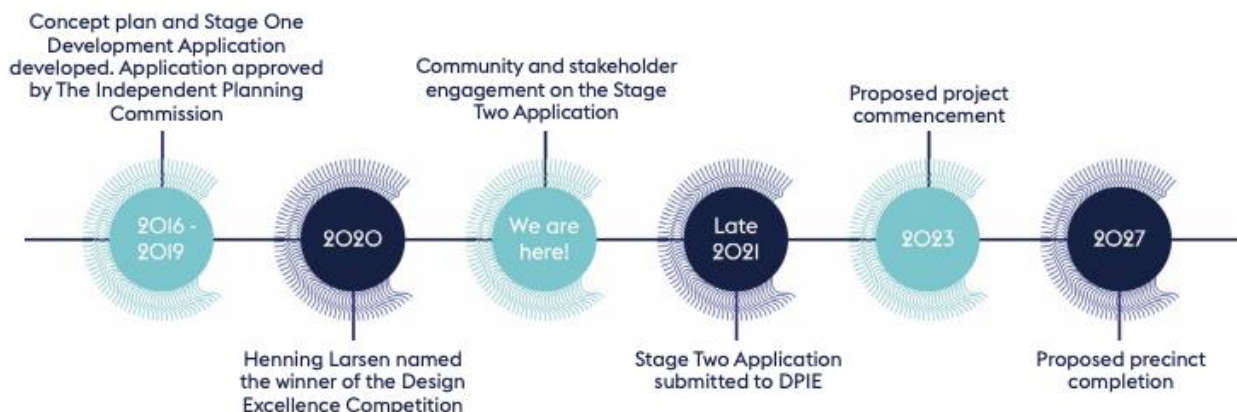 Concept plan and Stage One
Development Application
developed. Application approved
by The Independent Planning
Commission
2016 -
2019
2020
Henning Larsen named
the winner of the Design
Excellence Competition
Community and stakeholder
engagement on the Stage
Two Application
We are
here!
Late
2021
Stage Two Application
submitted to DPIE
Proposed project
commencement
2023
2027
Proposed precinct
completion